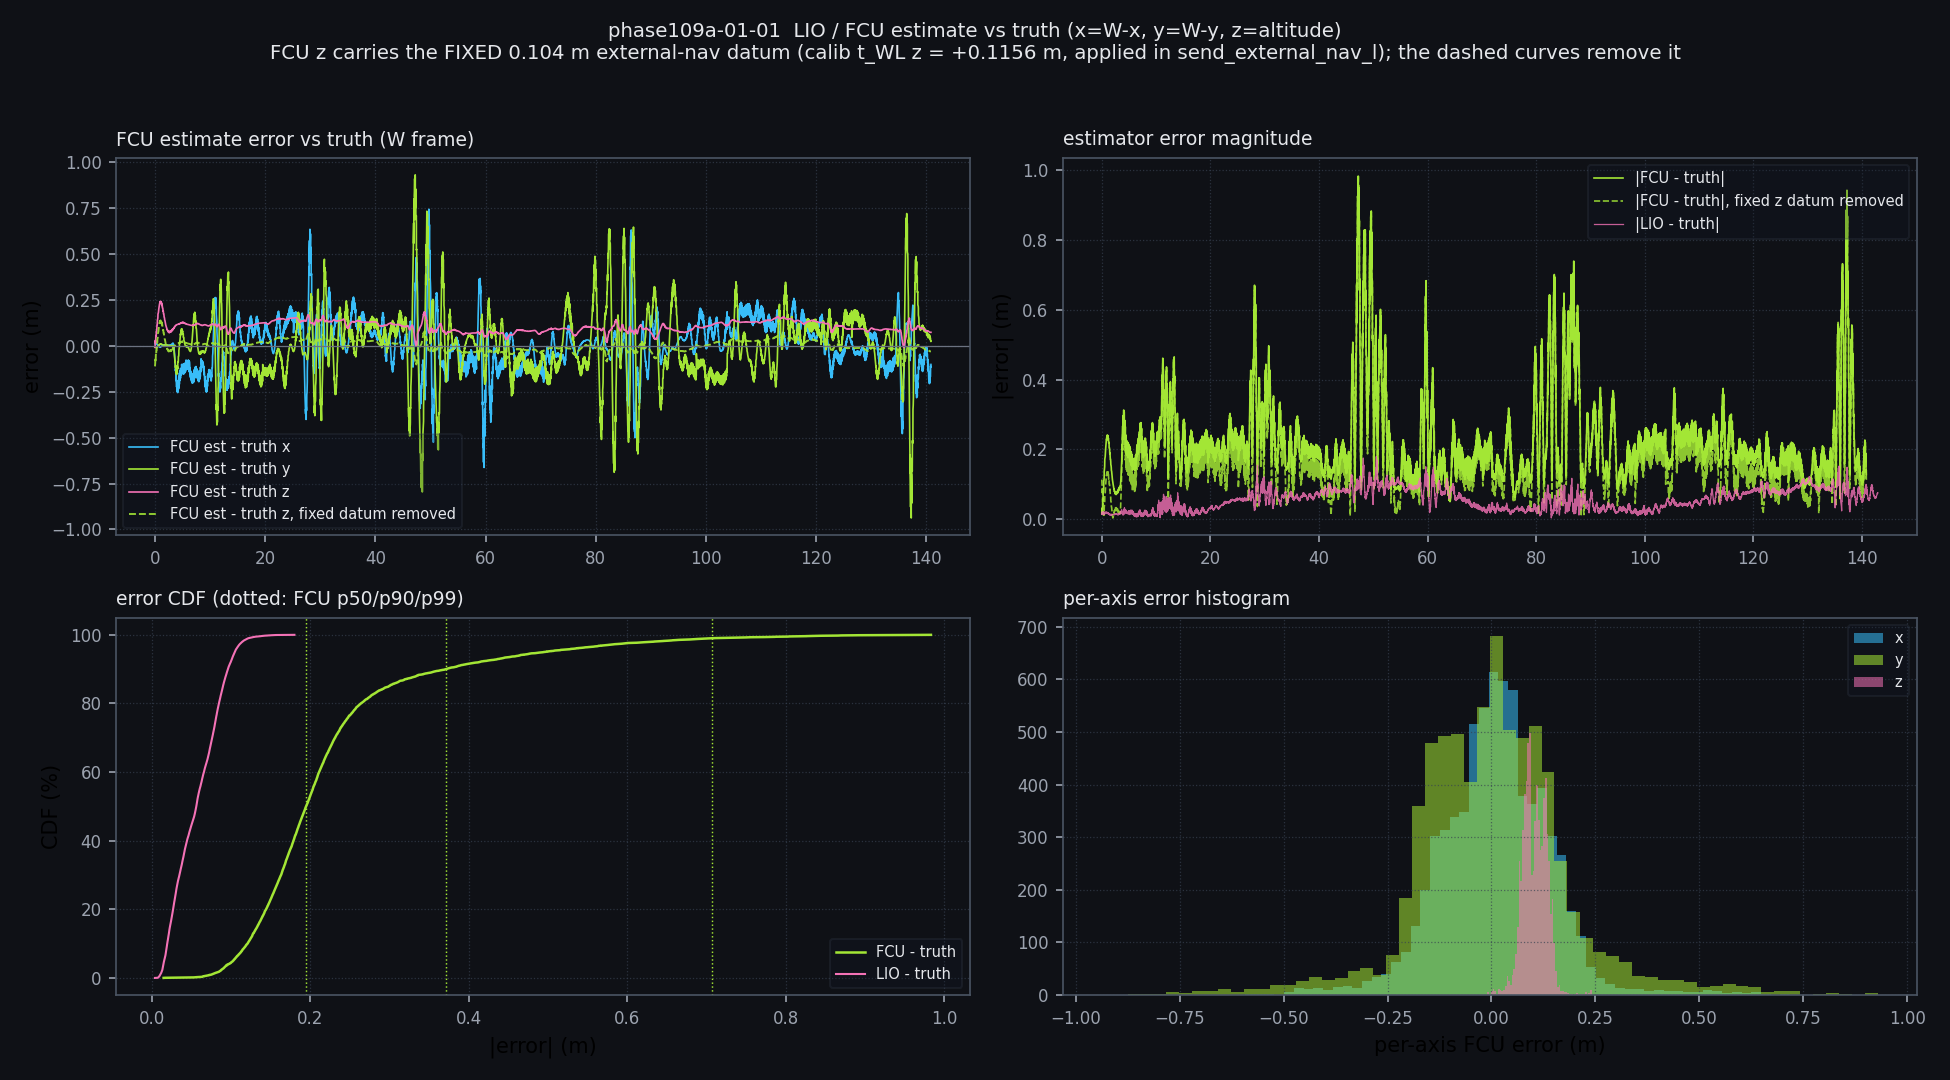 phase109a-01-01  LIO / FCU estimate vs truth (x=W-x, y=W-y, z=altitude)
FCU z carries the FIXED 0.104 m external-nav datum (calib t_WL z = +0.1156 m, applied in send_external_nav_l); the dashed curves remove it
FCU estimate error vs truth (W frame)
error (m)
1.00
0.75
0.50
0.25
0.00
−0.25
−0.50
−0.75
−1.00
FCU est - truth x
FCU est - truth y
FCU est - truth z
FCU est - truth z, fixed datum removed
0 20 40 60 80 100 120 140
estimator error magnitude
|error| (m)
1.0
0.8
0.6
0.4
0.2
0.0
|FCU - truth|
|FCU - truth|, fixed z datum removed
|LIO - truth|
0 20 40 60 80 100 120 140
error CDF (dotted: FCU p50/p90/p99)
CDF (%)
100
80
60
40
20
0
FCU - truth
LIO - truth
0.0 0.2 0.4 0.6 0.8 1.0
|error| (m)
per-axis error histogram
700
600
500
400
300
200
100
0
x
y
z
−1.00 −0.75 −0.50 −0.25 0.00 0.25 0.50 0.75 1.00
per-axis FCU error (m)